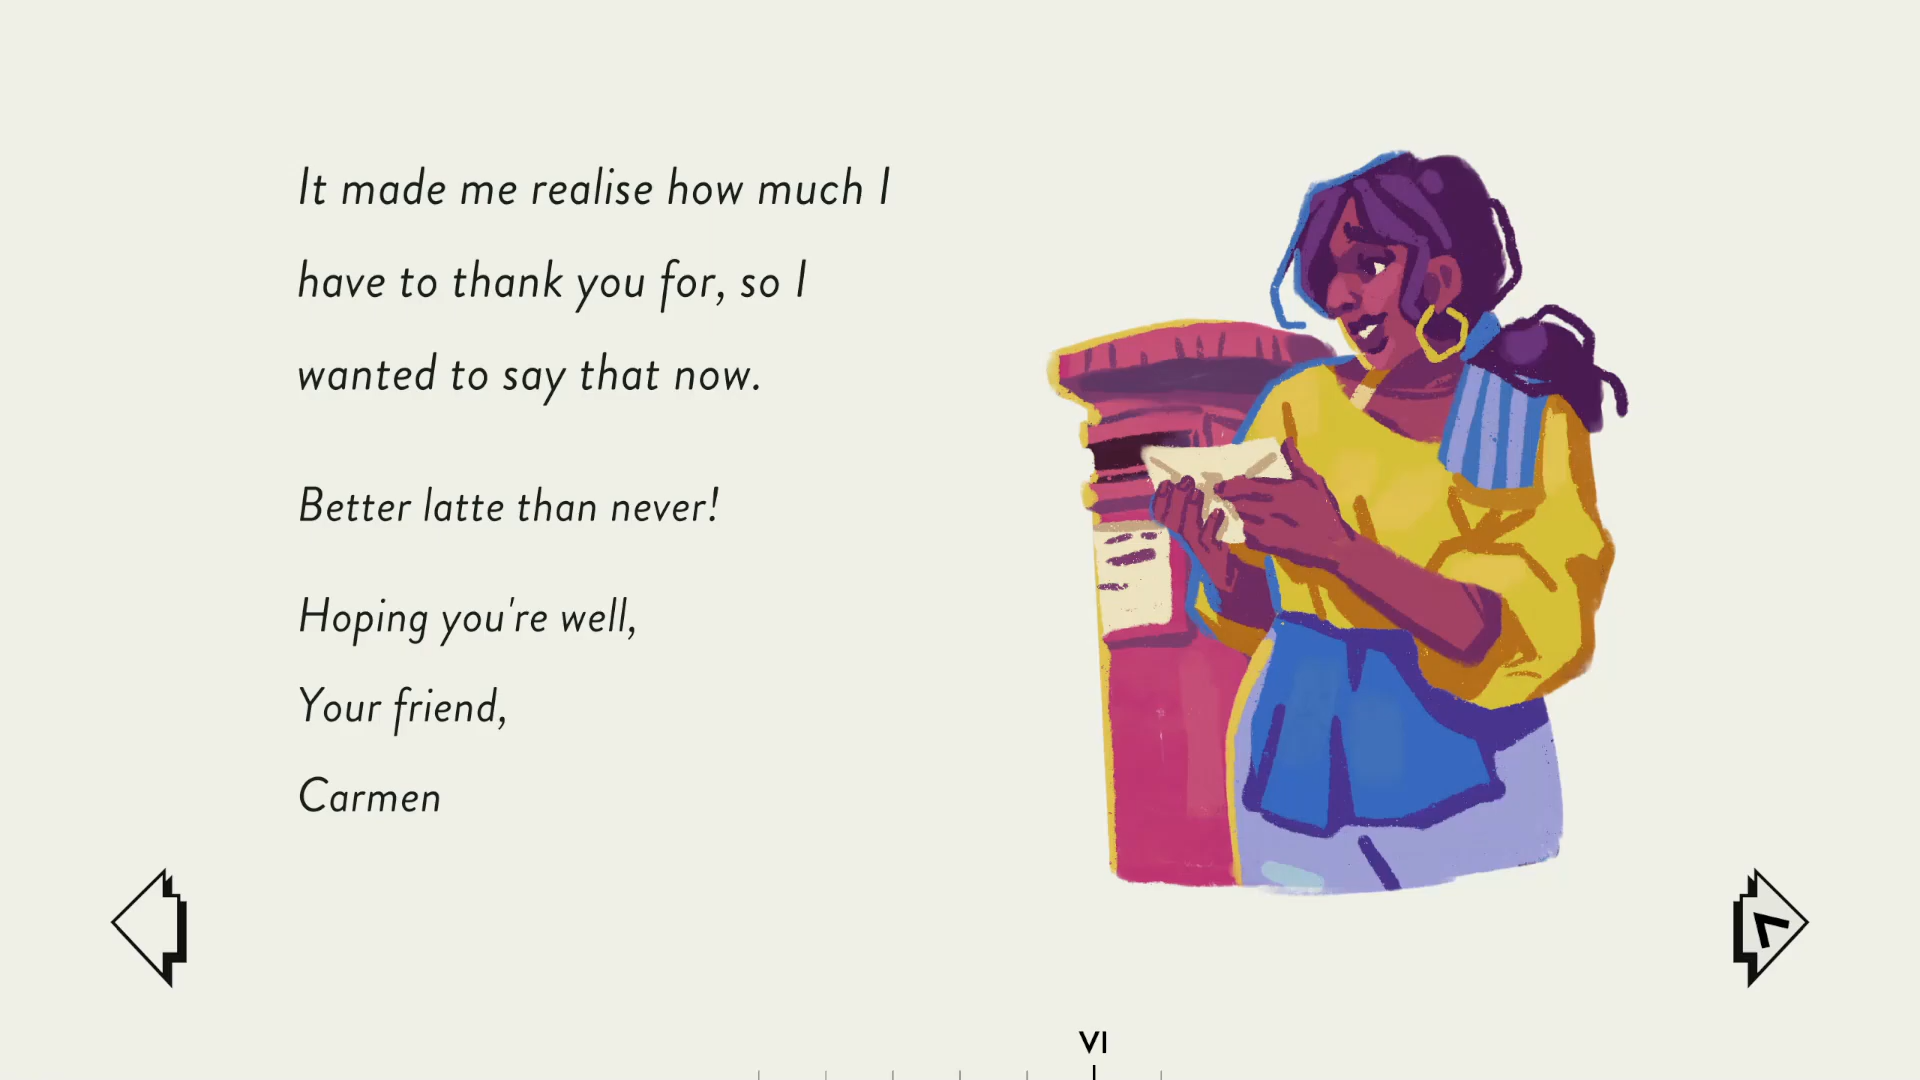 It made me realise how much I
have to thank you for, so I
wanted to say that now.
Better latte than never!
Hoping you're well,
Your friend,
Carmen
VI